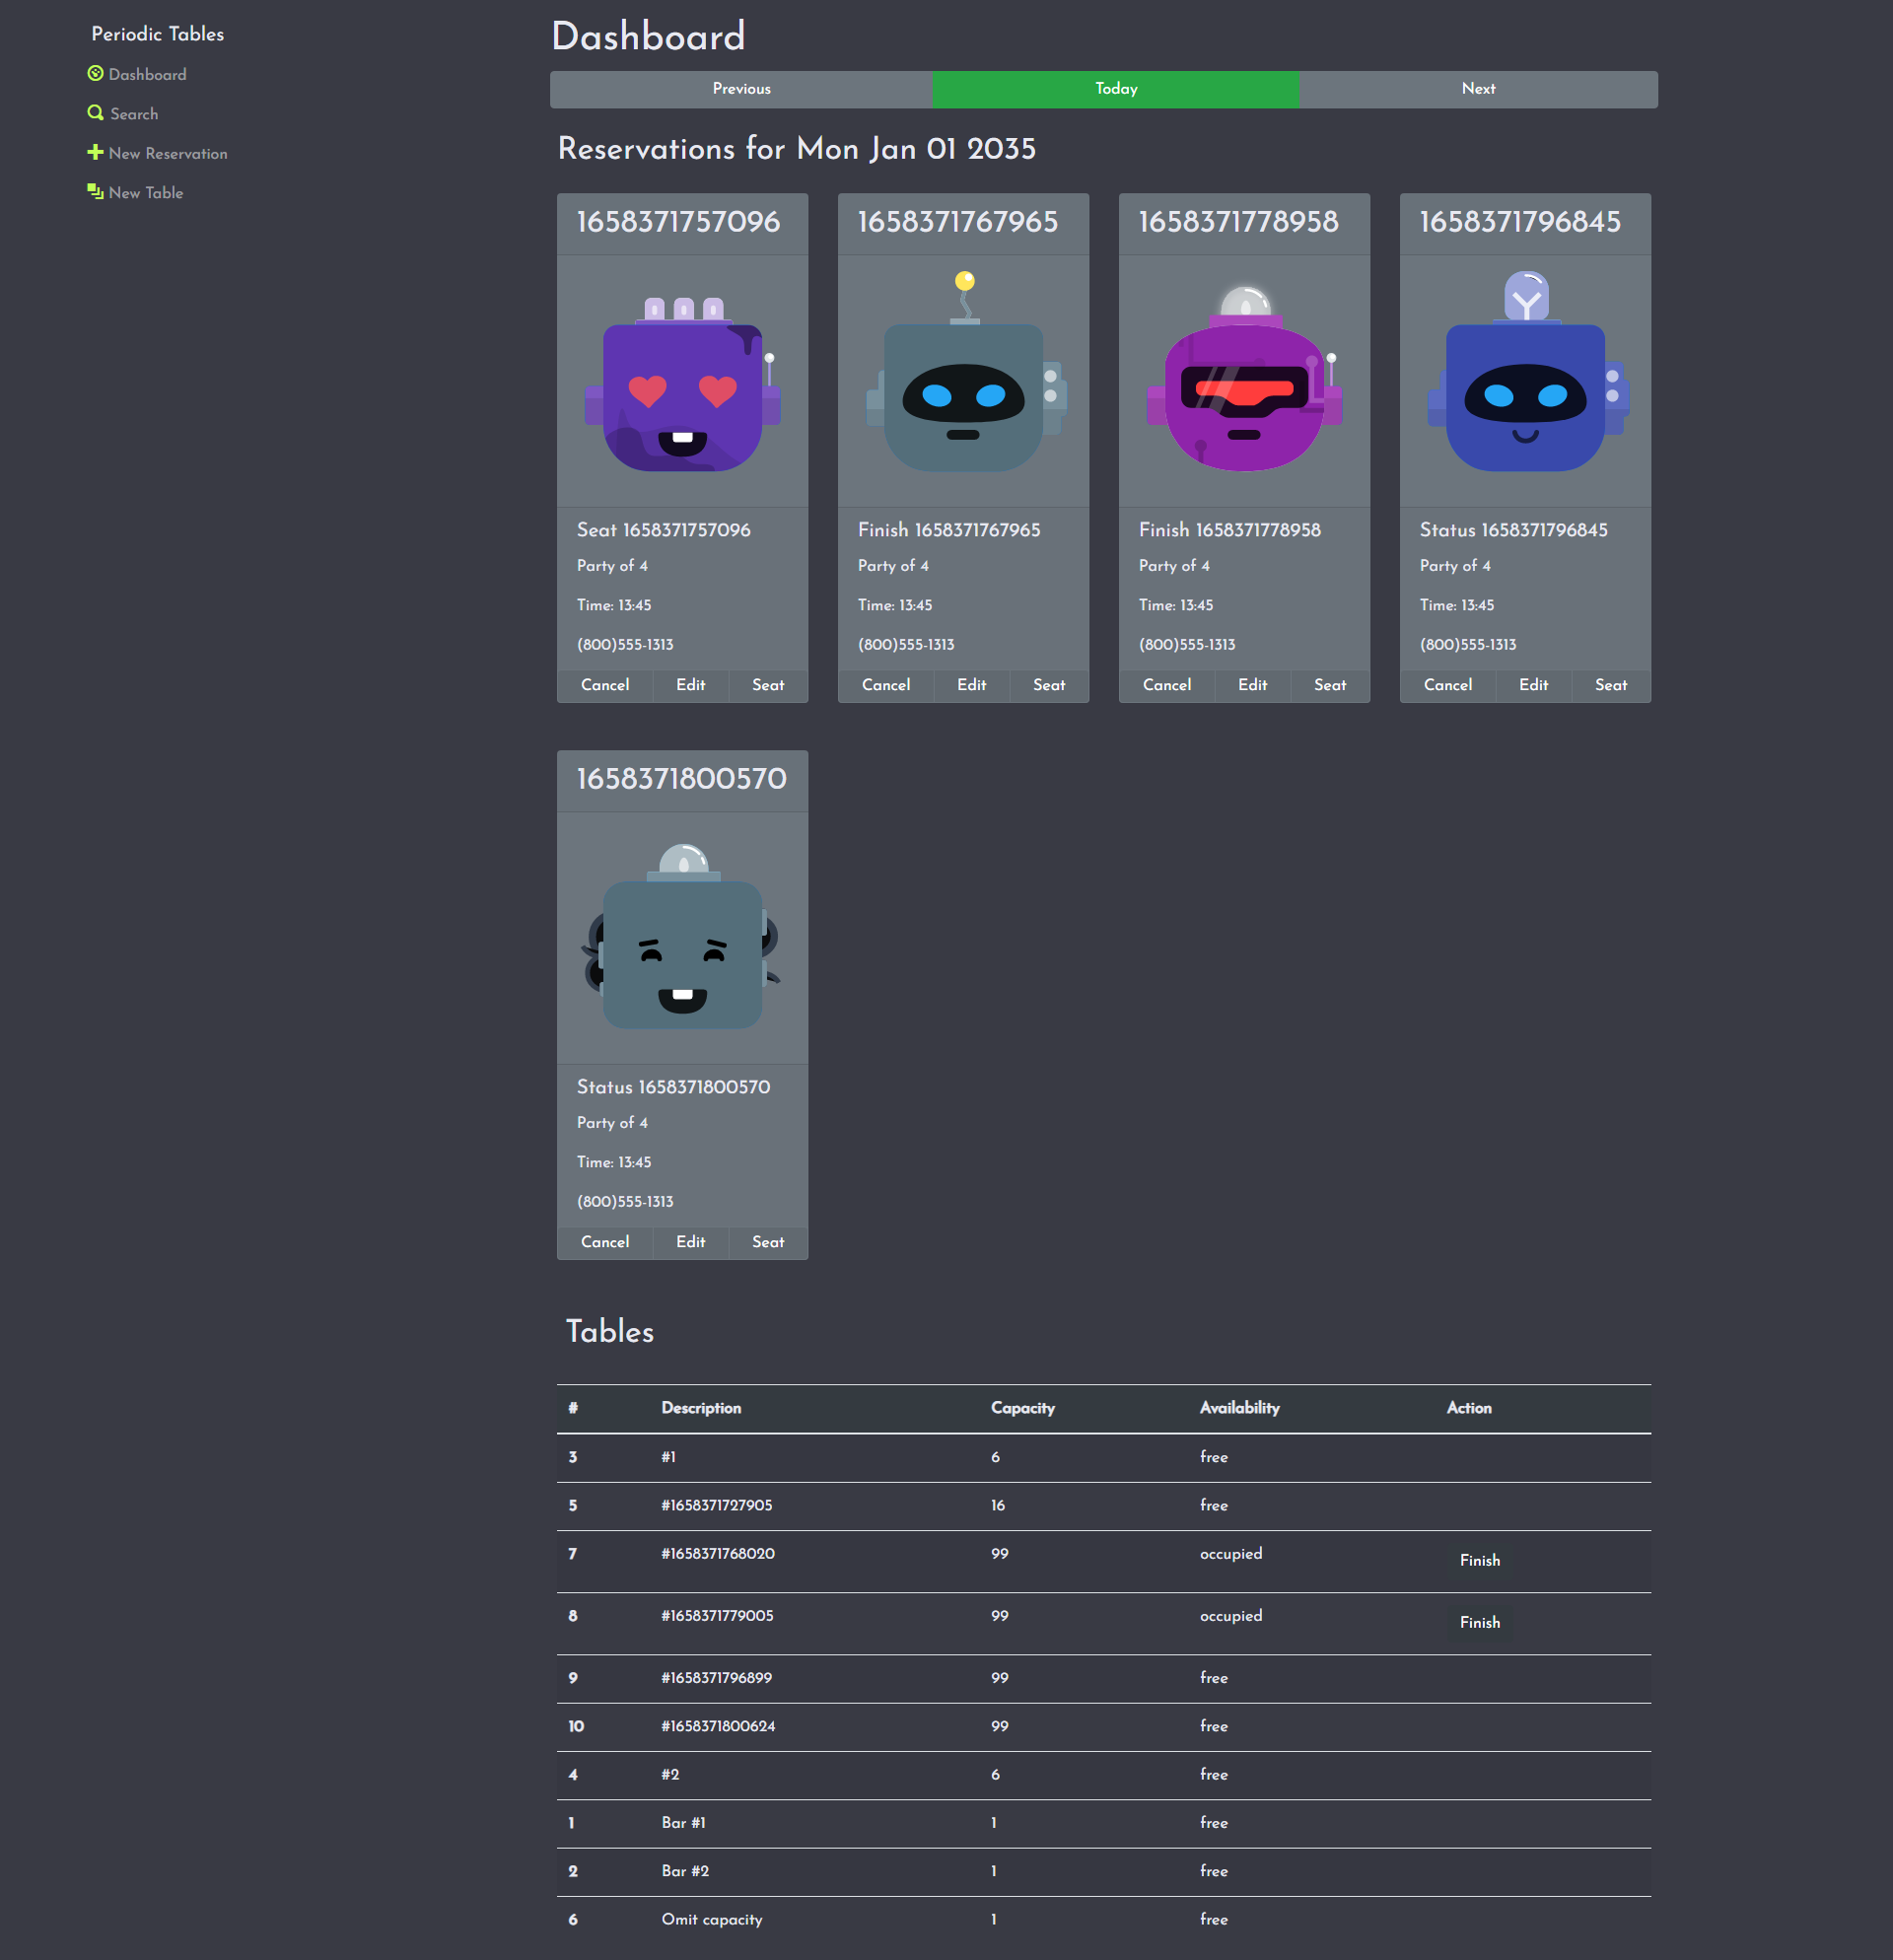 Periodic Tables
Dashboard
Search
New Reservation
New Table
Dashboard
Previous Today Next
Reservations for Mon Jan 01 2035
1658371757096
Seat 1658371757096
Party of 4
Time: 13:45
(800)555-1313
Cancel Edit Seat
1658371767965
Finish 1658371767965
Party of 4
Time: 13:45
(800)555-1313
Cancel Edit Seat
1658371778958
Finish 1658371778958
Party of 4
Time: 13:45
(800)555-1313
Cancel Edit Seat
1658371796845
Status 1658371796845
Party of 4
Time: 13:45
(800)555-1313
Cancel Edit Seat
1658371800570
Status 1658371800570
Party of 4
Time: 13:45
(800)555-1313
Cancel Edit Seat
Tables
# Description Capacity Availability Action
3 #1 6 free
5 #1658371727905 16 free
7 #1658371768020 99 occupied Finish
8 #1658371779005 99 occupied Finish
9 #1658371796899 99 free
10 #1658371800624 99 free
4 #2 6 free
1 Bar #1 1 free
2 Bar #2 1 free
6 Omit capacity 1 free